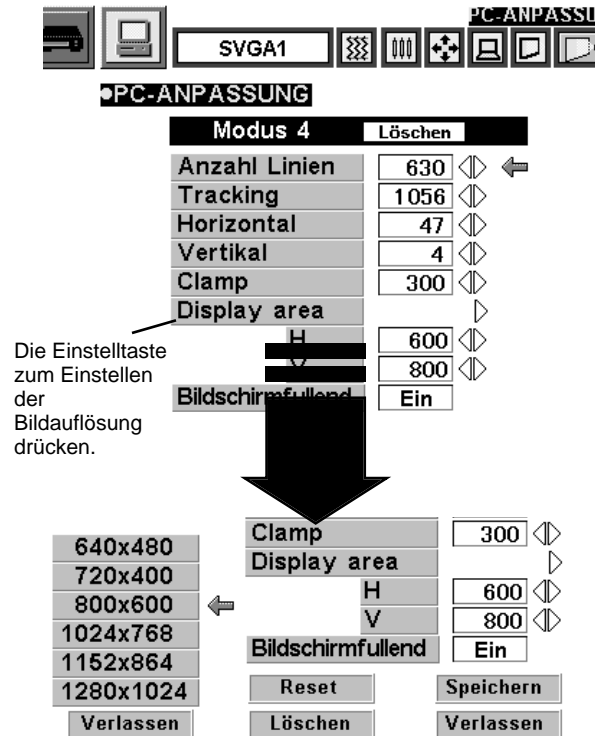 PC-ANPASSU
SVGA1
●PC-ANPASSUNG
Modus 4 Löschen
Anzahl Linien 630
Tracking 1056
Horizontal 47
Vertikal 4
Clamp 300
Display area
H 600
800
Bildschirmfullend Ein
Die Einstelltaste
zum Einstellen
der
Bildauflösung
drücken.
640x480
720x400
800x600
1024x768
1152x864
1280x1024
Verlassen
Clamp 300
Display area
H 600
V 800
Bildschirmfullend Ein
Reset Speichern
Löschen Verlassen